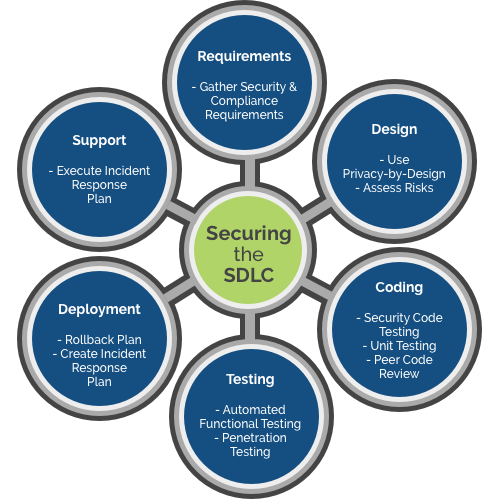 Requirements
- Gather Security &
Compliance
Requirements
Design
- Use
Privacy-by-Design
- Assess Risks
Coding
- Security Code
Testing
- Unit Testing
- Peer Code
Review
Testing
- Automated
Functional Testing
- Penetration
Testing
Deployment
- Rollback Plan
- Create Incident
Response
Plan
Support
- Execute Incident
Response
Plan
Securing
the
SDLC